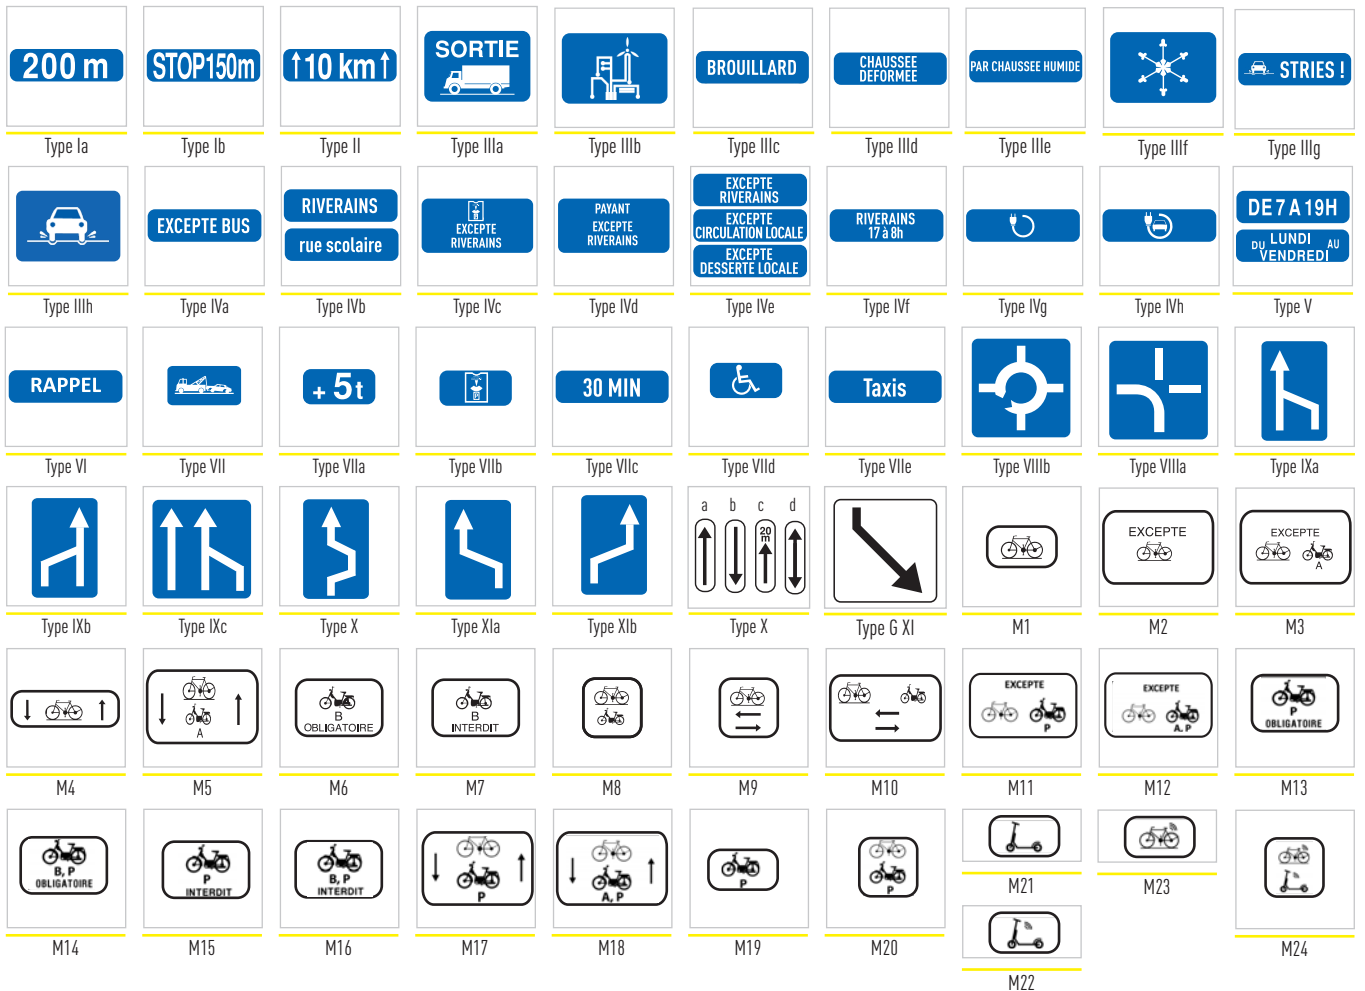 200 m
STOP150m
↑10 km↑
SORTIE
BROUILLARD
CHAUSSEE
DEFORMEE
PAR CHAUSSEE HUMIDE
STRIES !
Type Ia
Type Ib
Type II
Type IIIa
Type IIIb
Type IIIc
Type IIId
Type IIIe
Type IIIf
Type IIIg
EXCEPTE BUS
RIVERAINS
rue scolaire
EXCEPTE
RIVERAINS
PAYANT
EXCEPTE
RIVERAINS
EXCEPTE
RIVERAINS
EXCEPTE
CIRCULATION LOCALE
EXCEPTE
DESSERTE LOCALE
RIVERAINS
17 à 8h
DE 7 A 19H
DU LUNDI AU
VENDREDI
Type IIIh
Type IVa
Type IVb
Type IVc
Type IVd
Type IVe
Type IVf
Type IVg
Type IVh
Type V
RAPPEL
+ 5t
30 MIN
Taxis
Type VI
Type VII
Type VIIa
Type VIIb
Type VIIc
Type VIId
Type VIIe
Type VIIIb
Type VIIIa
Type IXa
a b c d
20
m
EXCEPTE
EXCEPTE
A
Type IXb
Type IXc
Type X
Type XIa
Type XIb
Type X
Type G XI
M1
M2
M3
A
B
OBLIGATOIRE
B
INTERDIT
EXCEPTE
P
EXCEPTE
A, P
P
OBLIGATOIRE
M4
M5
M6
M7
M8
M9
M10
M11
M12
M13
B, P
OBLIGATOIRE
P
INTERDIT
B, P
INTERDIT
P
A, P
P
P
M21
M23
M14
M15
M16
M17
M18
M19
M20
M24
M22